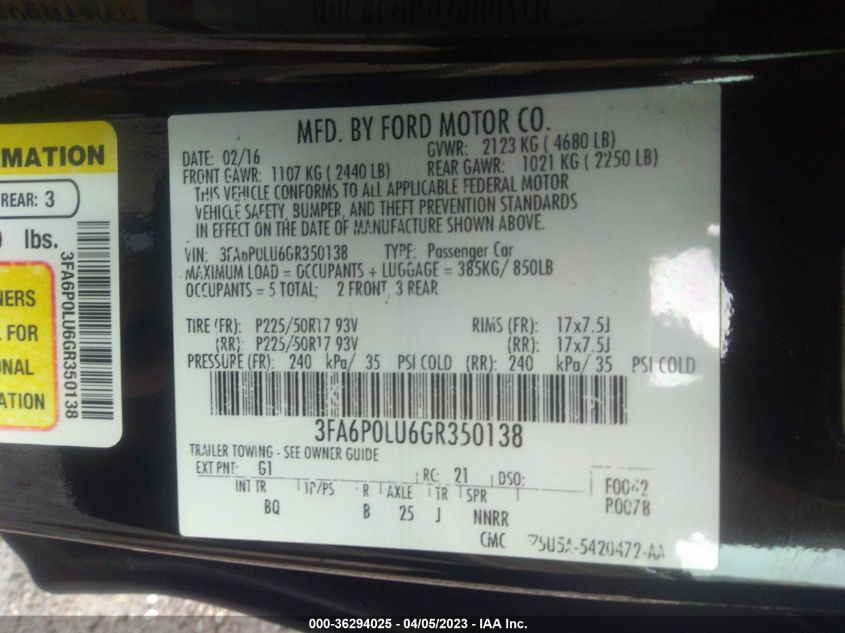 MFD. BY FORD MOTOR CO.
DATE: 02/16 GVWR: 2123 KG ( 4680 LB)
FRONT GAWR: 1107 KG ( 2440 LB) REAR GAWR: 1021 KG ( 2250 LB)
THIS VEHICLE CONFORMS TO ALL APPLICABLE FEDERAL MOTOR
VEHICLE SAFETY, BUMPER, AND THEFT PREVENTION STANDARDS
IN EFFECT ON THE DATE OF MANUFACTURE SHOWN ABOVE.
VIN: 3FA6P0LU6GR350138 TYPE: Passenger Car
MAXIMUM LOAD = OCCUPANTS + LUGGAGE = 385KG/ 850LB
OCCUPANTS = 5 TOTAL; 2 FRONT, 3 REAR
TIRE (FR): P225/50R17 93V RIMS (FR): 17x7.5J
(RR): P225/50R17 93V (RR): 17x7.5J
PRESSURE (FR): 240 kPa/ 35 PSI COLD (RR): 240 kPa/ 35 PSI COLD
3FA6P0LU6GR350138
TRAILER TOWING - SEE OWNER GUIDE
EXT PNT: G1 RC: 21 DSO:
F0042
INT TR TP/PS R AXLE TR SPR
P0078
BQ B 25 J NNRR
CMC 5U5A-5420472-AA
MATION
REAR: 3
lbs.
3FA6P0LU6GR350138
NERS
FOR
ONAL
ATION
000-36294025 - 04/05/2023 - IAA Inc.